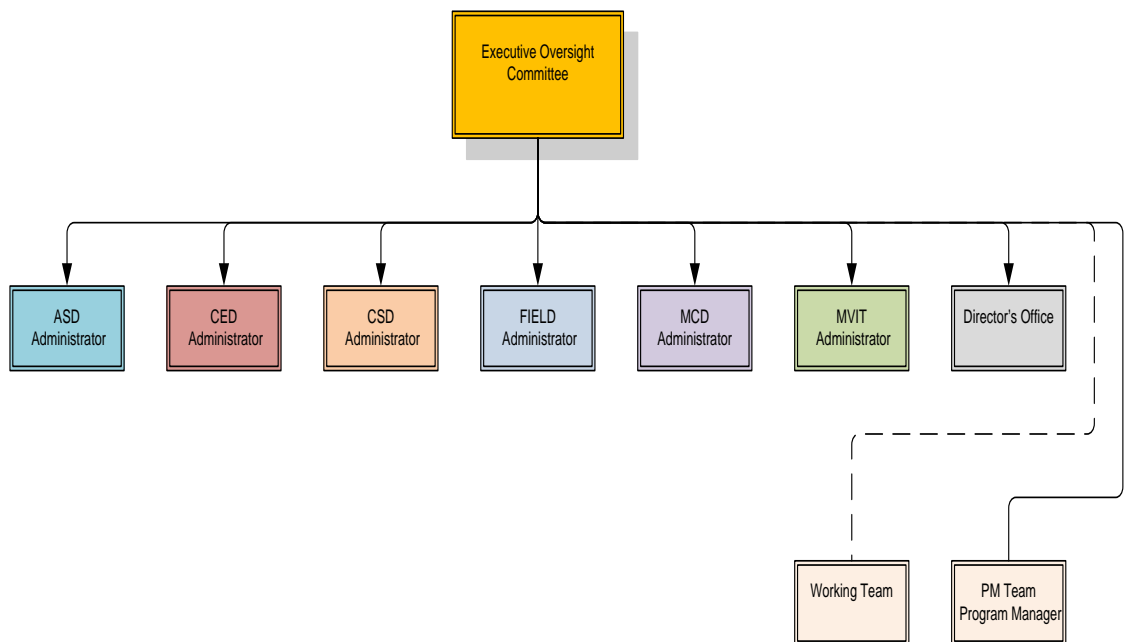 Executive Oversight
Committee
ASD
Administrator
CED
Administrator
CSD
Administrator
FIELD
Administrator
MCD
Administrator
MVIT
Administrator
Director's Office
Working Team
PM Team
Program Manager